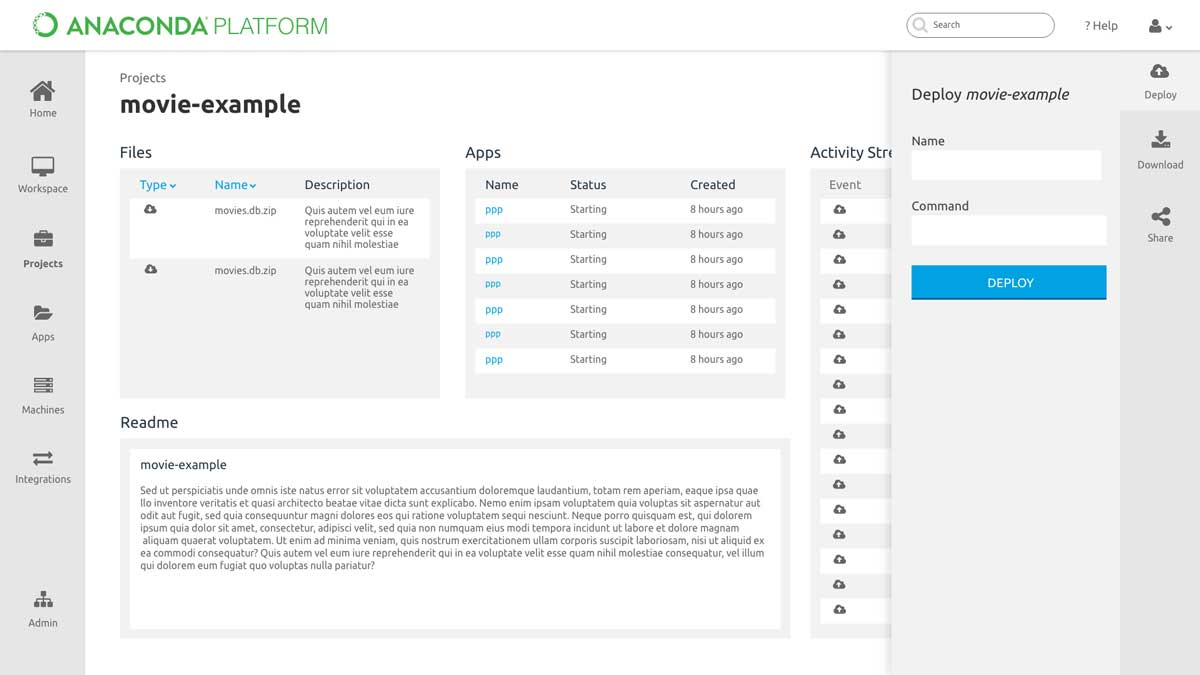 ANACONDA PLATFORM
Search
? Help
Home
Workspace
Projects
Apps
Machines
Integrations
Admin
Projects
movie-example
Files
Type Name Description
movies.db.zip Quis autem vel eum iure
reprehenderit qui in ea
voluptate velit esse
quam nihil molestiae
movies.db.zip Quis autem vel eum iure
reprehenderit qui in ea
voluptate velit esse
quam nihil molestiae
Apps
Name Status Created
ppp Starting 8 hours ago
ppp Starting 8 hours ago
ppp Starting 8 hours ago
ppp Starting 8 hours ago
ppp Starting 8 hours ago
ppp Starting 8 hours ago
ppp Starting 8 hours ago
Activity Stre
Event
Readme
movie-example
Sed ut perspiciatis unde omnis iste natus error sit voluptatem accusantium doloremque laudantium, totam rem aperiam, eaque ipsa quae
llo inventore veritatis et quasi architecto beatae vitae dicta sunt explicabo. Nemo enim ipsam voluptatem quia voluptas sit aspernatur aut
odit aut fugit, sed quia consequuntur magni dolores eos qui ratione voluptatem sequi nesciunt. Neque porro quisquam est, qui dolorem
ipsum quia dolor sit amet, consectetur, adipisci velit, sed quia non numquam eius modi tempora incidunt ut labore et dolore magnam
aliquam quaerat voluptatem. Ut enim ad minima veniam, quis nostrum exercitationem ullam corporis suscipit laboriosam, nisi ut aliquid ex
ea commodi consequatur? Quis autem vel eum iure reprehenderit qui in ea voluptate velit esse quam nihil molestiae consequatur, vel illum
qui dolorem eum fugiat quo voluptas nulla pariatur?
Deploy movie-example
Name
Command
DEPLOY
Deploy
Download
Share